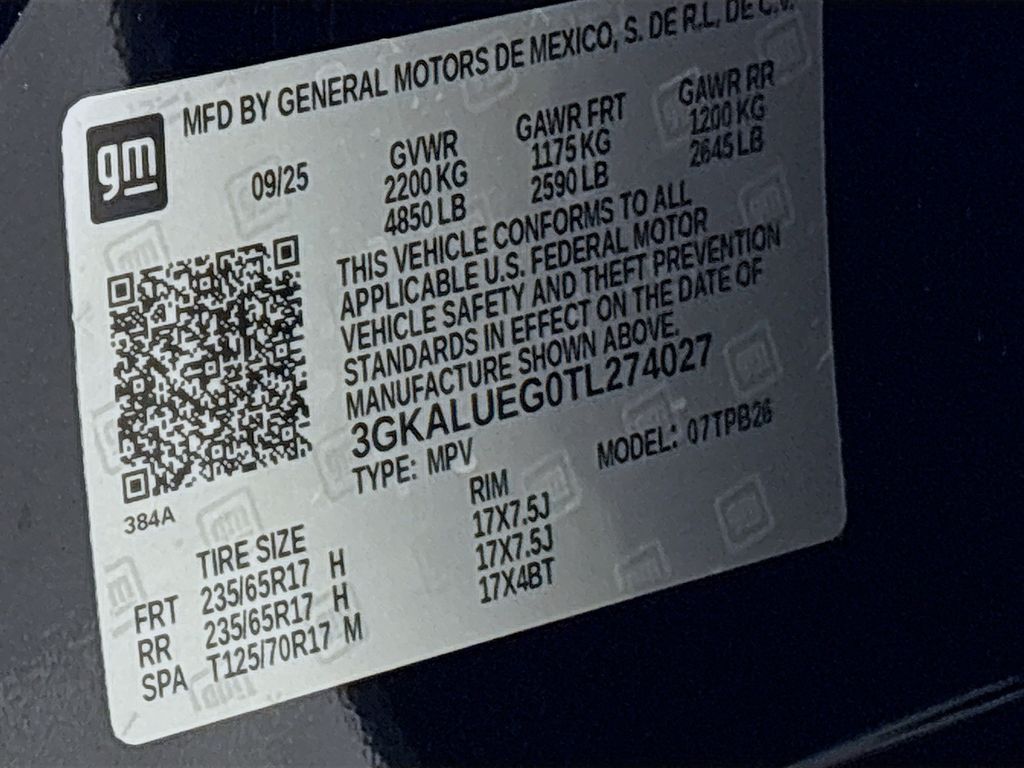 MFD BY GENERAL MOTORS DE MEXICO, S. DE R.L. DE C.V.
gm
09/25
GVWR
2200 KG
4850 LB
GAWR FRT
1175 KG
2590 LB
GAWR RR
1200 KG
2645 LB
THIS VEHICLE CONFORMS TO ALL
APPLICABLE U.S. FEDERAL MOTOR
VEHICLE SAFETY AND THEFT PREVENTION
STANDARDS IN EFFECT ON THE DATE OF
MANUFACTURE SHOWN ABOVE.
3GKALUEG0TL274027
TYPE: MPV
MODEL: 07TPB26
384A
TIRE SIZE RIM
FRT 235/65R17 H 17X7.5J
RR 235/65R17 H 17X7.5J
SPA T125/70R17 M 17X4BT